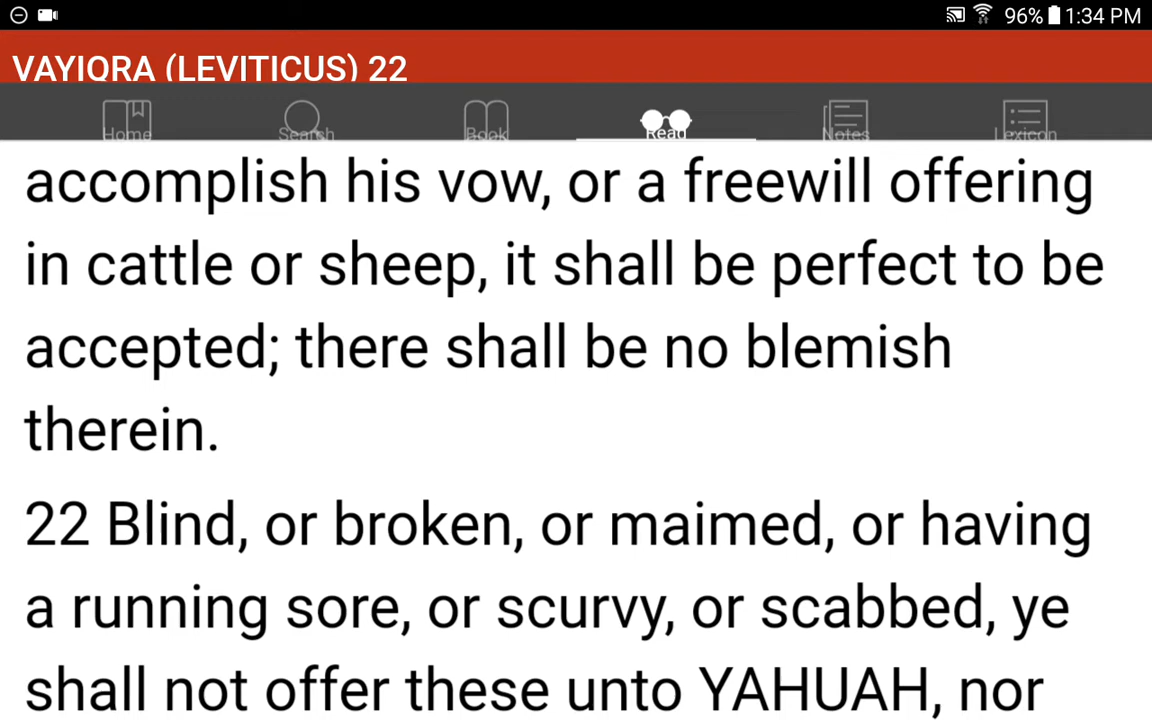 96% 1:34 PM
VAYIQRA (LEVITICUS) 22
Home Search Book Read Notes Lexicon
accomplish his vow, or a freewill offering
in cattle or sheep, it shall be perfect to be
accepted; there shall be no blemish
therein.
22 Blind, or broken, or maimed, or having
a running sore, or scurvy, or scabbed, ye
shall not offer these unto YAHUAH, nor